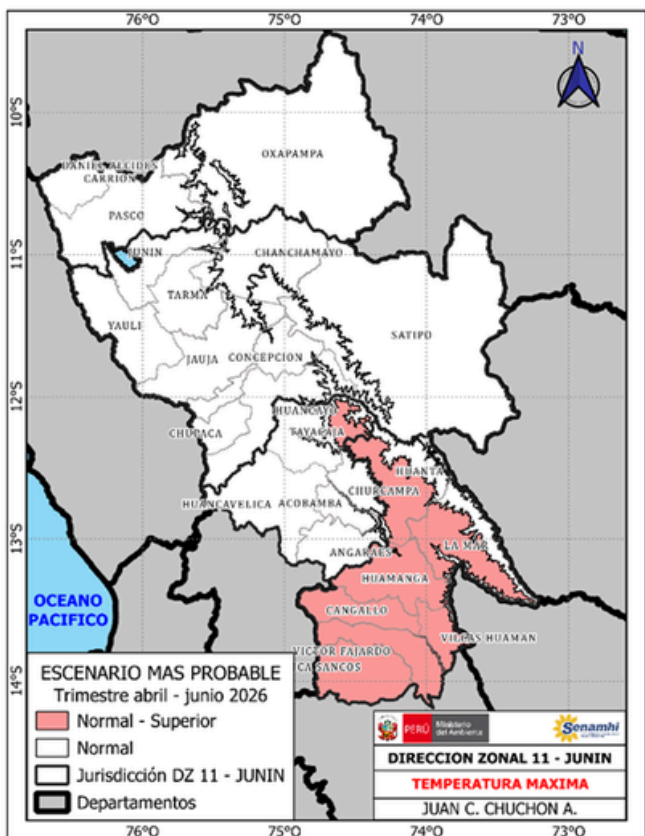 76°O 75°O 74°O 73°O
N
10°S
11°S
12°S
13°S
14°S
OXAPAMPA
DANIEL ALCIDES
CARRION
PASCO
JUNIN
CHANCHAMAYO
TARMA
YAULI
SATIPO
JAUJA
CONCEPCION
HUANCAYO
TAYACAJA
CHUPACA
HUANTA
CHURCAMPA
HUANCAVELICA
ACOBAMBA
ANGARAES
LA MAR
HUAMANGA
CANGALLO
VILCAS HUAMAN
VICTOR FAJARDO
CA SANCOS
OCEANO
PACIFICO
ESCENARIO MAS PROBABLE
Trimestre abril - junio 2026
Normal - Superior
Normal
Jurisdicción DZ 11 - JUNIN
Departamentos
PERÚ
Ministerio
del Ambiente
Senamhi
DIRECCION ZONAL 11 - JUNIN
TEMPERATURA MAXIMA
JUAN C. CHUCHON A.
76°O 75°O 74°O 73°O